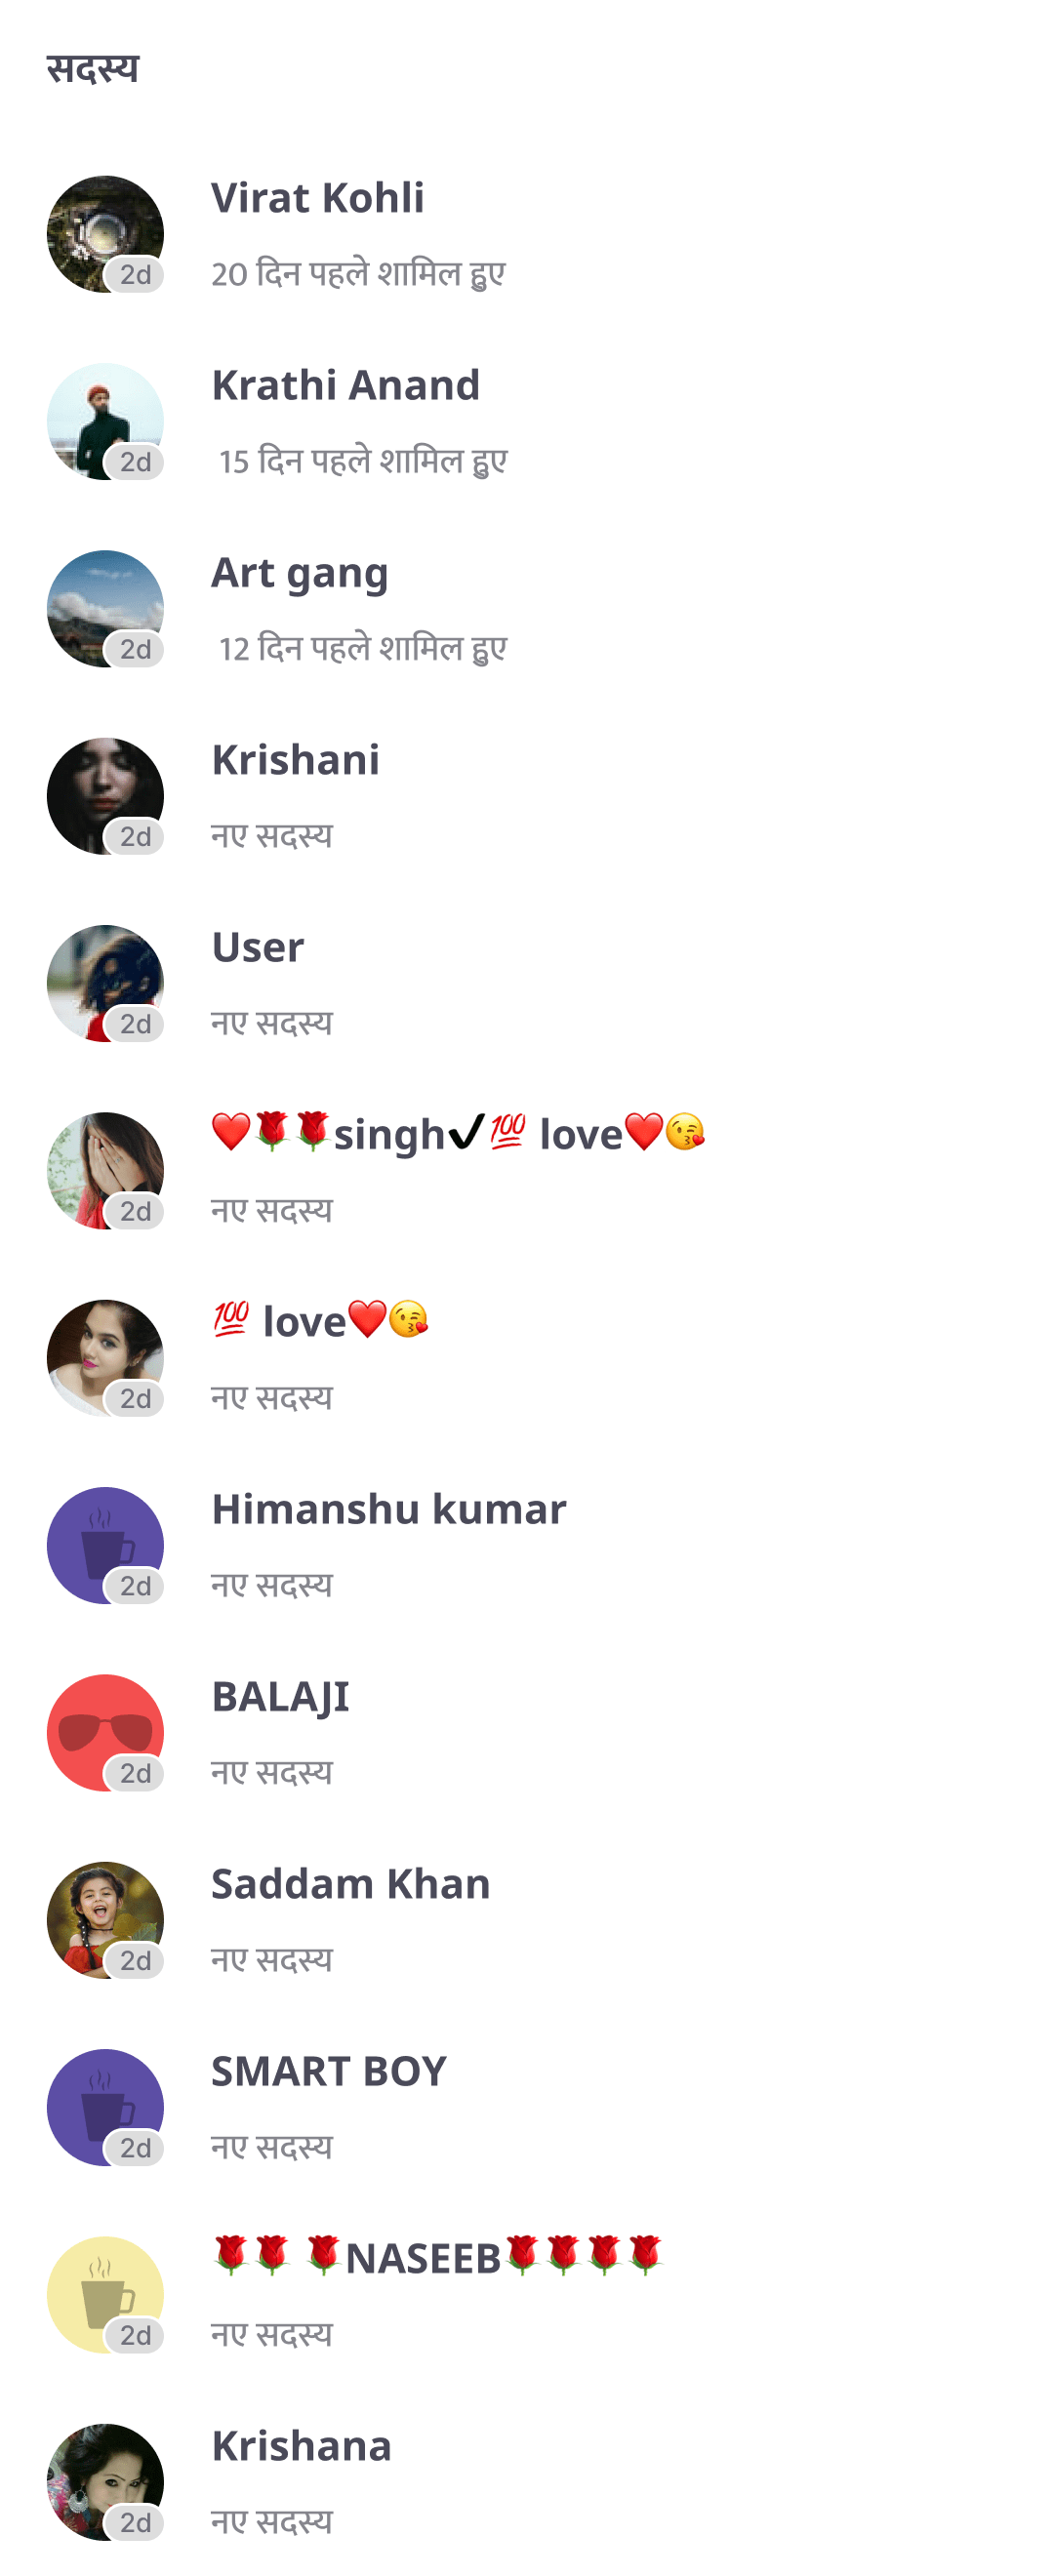 सदस्य
Virat Kohli
2d
20 दिन पहले शामिल हुए
Krathi Anand
2d
15 दिन पहले शामिल हुए
Art gang
2d
12 दिन पहले शामिल हुए
Krishani
2d
नए सदस्य
User
2d
नए सदस्य
❤️🌹🌹singh✔️💯 love❤️😘
2d
नए सदस्य
💯 love❤️😘
2d
नए सदस्य
Himanshu kumar
2d
नए सदस्य
BALAJI
2d
नए सदस्य
Saddam Khan
2d
नए सदस्य
SMART BOY
2d
नए सदस्य
🌹🌹 🌹NASEEB🌹🌹🌹🌹
2d
नए सदस्य
Krishana
2d
नए सदस्य